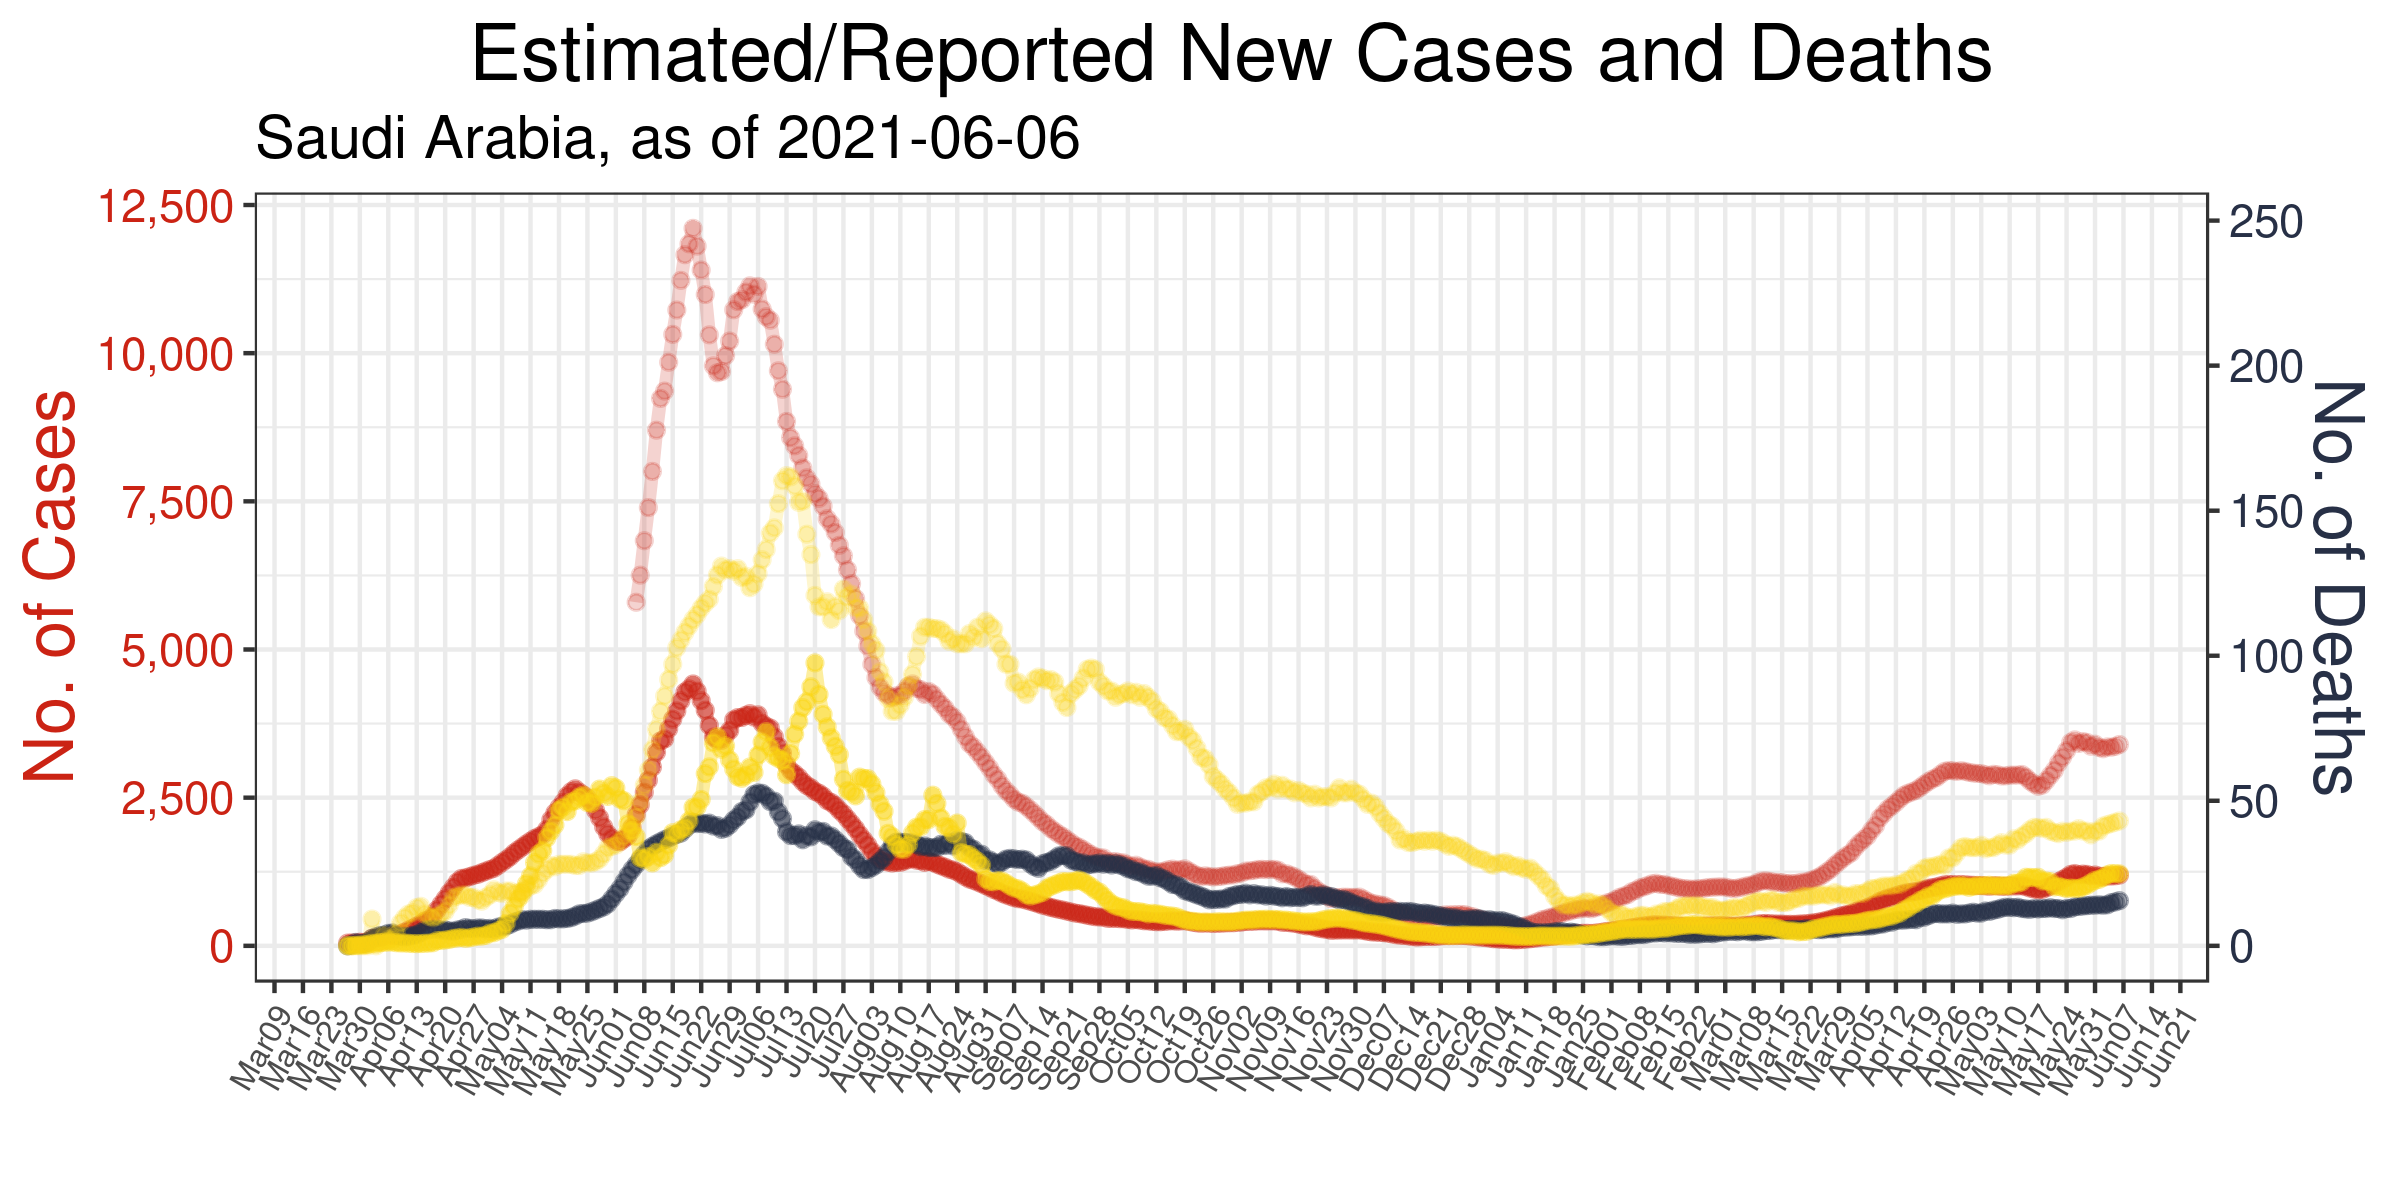 Estimated/Reported New Cases and Deaths
Saudi Arabia, as of 2021-06-06
No. of Cases
12,500
10,000
7,500
5,000
2,500
0
250
200
150
100
50
0
No. of Deaths
Mar09
Mar16
Mar23
Mar30
Apr06
Apr13
Apr20
Apr27
May04
May11
May18
May25
Jun01
Jun08
Jun15
Jun22
Jun29
Jul06
Jul13
Jul20
Jul27
Aug03
Aug10
Aug17
Aug24
Aug31
Sep07
Sep14
Sep21
Sep28
Oct05
Oct12
Oct19
Oct26
Nov02
Nov09
Nov16
Nov23
Nov30
Dec07
Dec14
Dec21
Dec28
Jan04
Jan11
Jan18
Jan25
Feb01
Feb08
Feb15
Feb22
Mar01
Mar08
Mar15
Mar22
Mar29
Apr05
Apr12
Apr19
Apr26
May03
May10
May17
May24
May31
Jun07
Jun14
Jun21